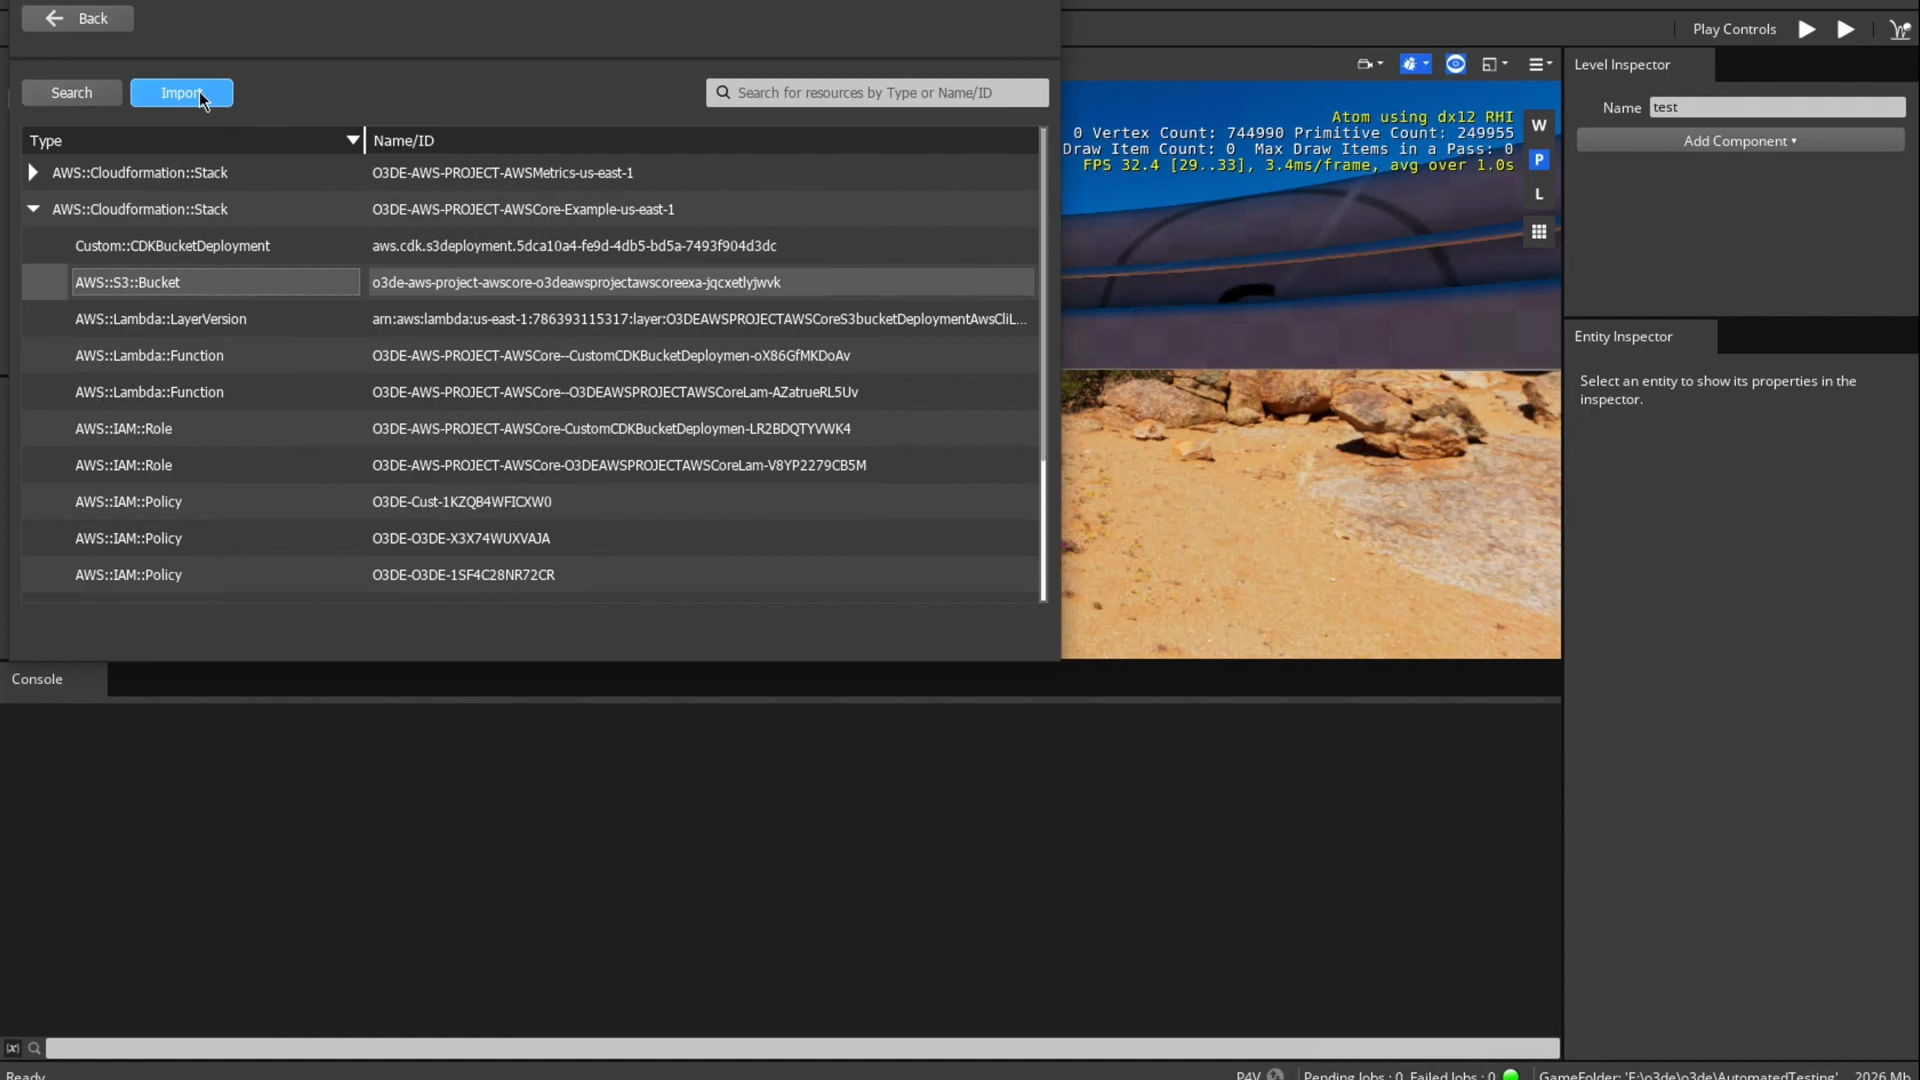 Back
Play Controls
Search
Import
Search for resources by Type or Name/ID
Type
Name/ID
AWS::Cloudformation::Stack
O3DE-AWS-PROJECT-AWSMetrics-us-east-1
AWS::Cloudformation::Stack
O3DE-AWS-PROJECT-AWSCore-Example-us-east-1
Custom::CDKBucketDeployment
aws.cdk.s3deployment.5dca10a4-fe9d-4db5-bd5a-7493f904d3dc
AWS::S3::Bucket
o3de-aws-project-awscore-o3deawsprojectawscoreexa-jqcxetlyjwvk
AWS::Lambda::LayerVersion
arn:aws:lambda:us-east-1:786393115317:layer:O3DEAWSPROJECTAWSCoreS3bucketDeploymentAwsCliL...
AWS::Lambda::Function
O3DE-AWS-PROJECT-AWSCore--CustomCDKBucketDeploymen-oX86GfMKDoAv
AWS::Lambda::Function
O3DE-AWS-PROJECT-AWSCore--O3DEAWSPROJECTAWSCoreLam-AZatrueRL5Uv
AWS::IAM::Role
O3DE-AWS-PROJECT-AWSCore-CustomCDKBucketDeploymen-LR2BDQTYVWK4
AWS::IAM::Role
O3DE-AWS-PROJECT-AWSCore-O3DEAWSPROJECTAWSCoreLam-V8YP2279CB5M
AWS::IAM::Policy
O3DE-Cust-1KZQB4WFICXW0
AWS::IAM::Policy
O3DE-O3DE-X3X74WUXVAJA
AWS::IAM::Policy
O3DE-O3DE-1SF4C28NR72CR
Atom using dx12 RHI
0 Vertex Count: 744990 Primitive Count: 249955
Draw Item Count: 0 Max Draw Items in a Pass: 0
FPS 32.4 [29..33], 3.4ms/frame, avg over 1.0s
W
P
L
Level Inspector
Name
test
Add Component
Entity Inspector
Select an entity to show its properties in the
inspector.
Console
Ready
P4V
Pending Jobs : 0 Failed Jobs : 0
GameFolder: 'E:\o3de\o3de\AutomatedTesting'
2026 Mb